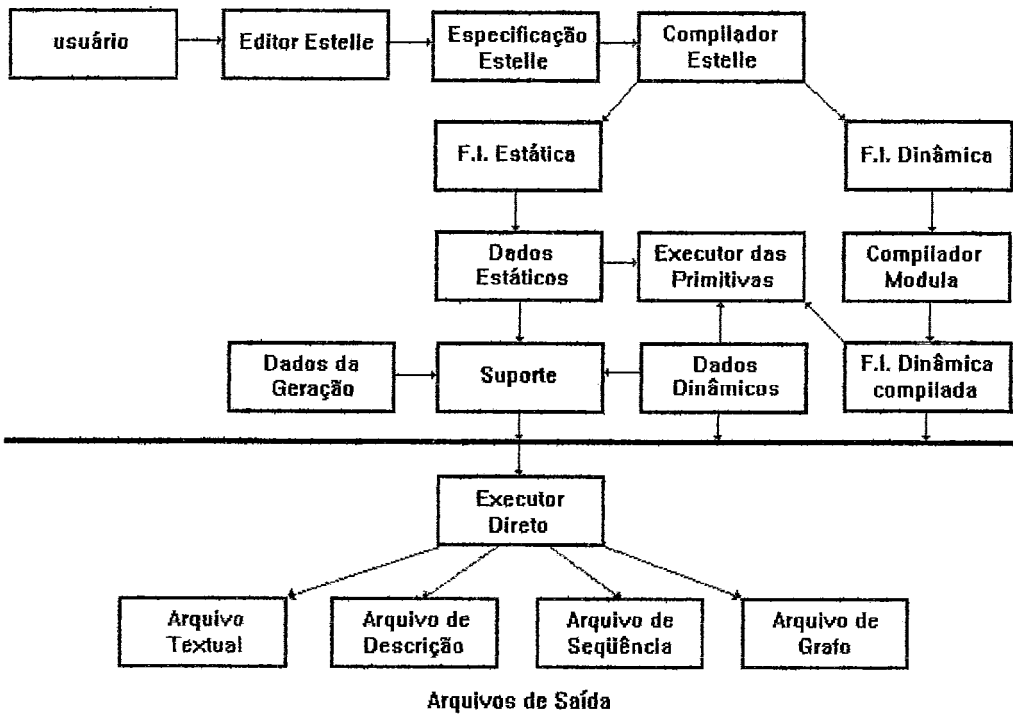 usuário
Editor Estelle
Especificação
Estelle
Compilador
Estelle
F.I. Estática
F.I. Dinâmica
Dados
Estáticos
Executor das
Primitivas
Compilador
Modula
Dados da
Geração
Suporte
Dados
Dinâmicos
F.I. Dinâmica
compilada
Executor
Direto
Arquivo
Textual
Arquivo de
Descrição
Arquivo de
Seqüência
Arquivo de
Grafo
Arquivos de Saída